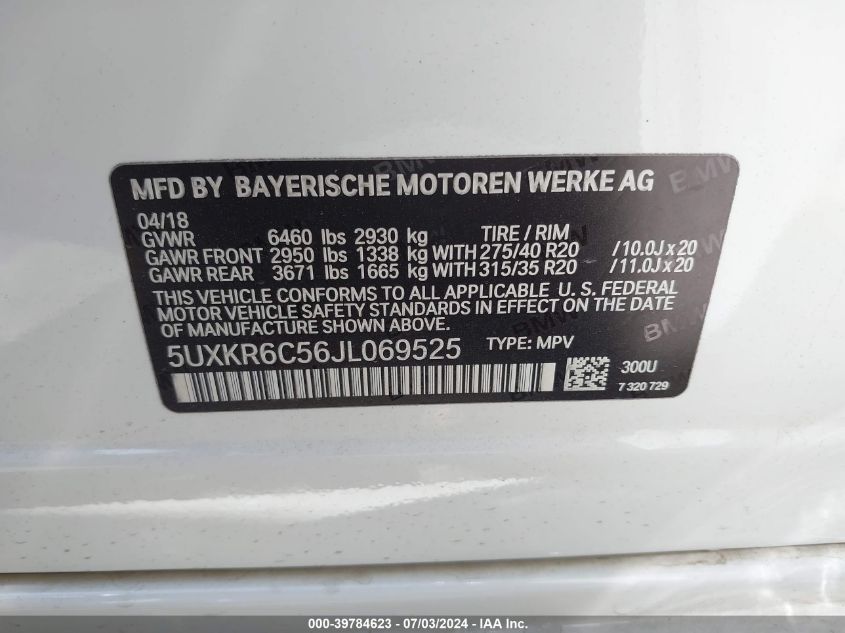 MFD BY BAYERISCHE MOTOREN WERKE AG
04/18
GVWR 6460 lbs 2930 kg TIRE / RIM
GAWR FRONT 2950 lbs 1338 kg WITH 275/40 R20 /10.0J x 20
GAWR REAR 3671 lbs 1665 kg WITH 315/35 R20 /11.0J x 20
THIS VEHICLE CONFORMS TO ALL APPLICABLE U. S. FEDERAL
MOTOR VEHICLE SAFETY STANDARDS IN EFFECT ON THE DATE
OF MANUFACTURE SHOWN ABOVE.
5UXKR6C56JL069525 TYPE: MPV
300U
7 320 729
000-39784623 - 07/03/2024 - IAA Inc.